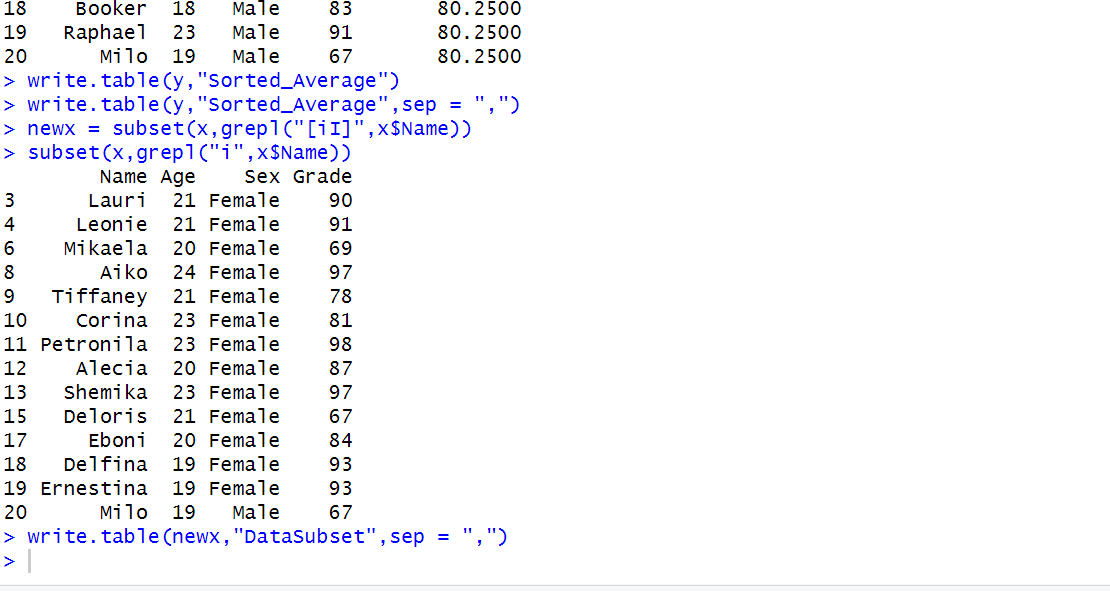 18    Booker  18   Male    83       80.2500
19   Raphael  23   Male    91       80.2500
20      Milo  19   Male    67       80.2500
> write.table(y,"Sorted_Average")
> write.table(y,"Sorted_Average",sep = ",")
> newx = subset(x,grepl("[iI]",x$Name))
> subset(x,grepl("i",x$Name))
        Name Age    Sex Grade
3      Lauri  21 Female    90
4     Leonie  21 Female    91
6    Mikaela  20 Female    69
8       Aiko  24 Female    97
9   Tiffaney  21 Female    78
10    Corina  23 Female    81
11 Petronila  23 Female    98
12    Alecia  20 Female    87
13   Shemika  23 Female    97
15   Deloris  21 Female    67
17     Eboni  20 Female    84
18   Delfina  19 Female    93
19 Ernestina  19 Female    93
20      Milo  19   Male    67
> write.table(newx,"DataSubset",sep = ",")
>